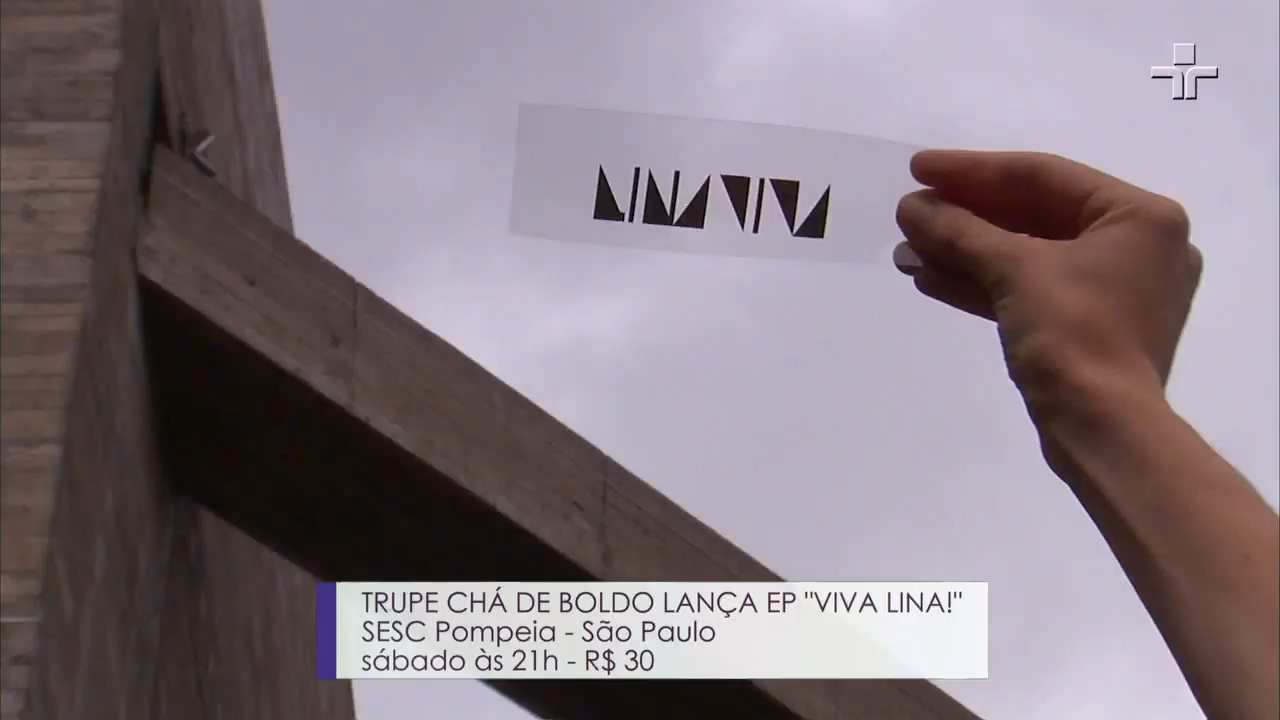 LINA VIVA
TRUPE CHÁ DE BOLDO LANÇA EP "VIVA LINA!"
SESC Pompeia - São Paulo
sábado às 21h - R$ 30